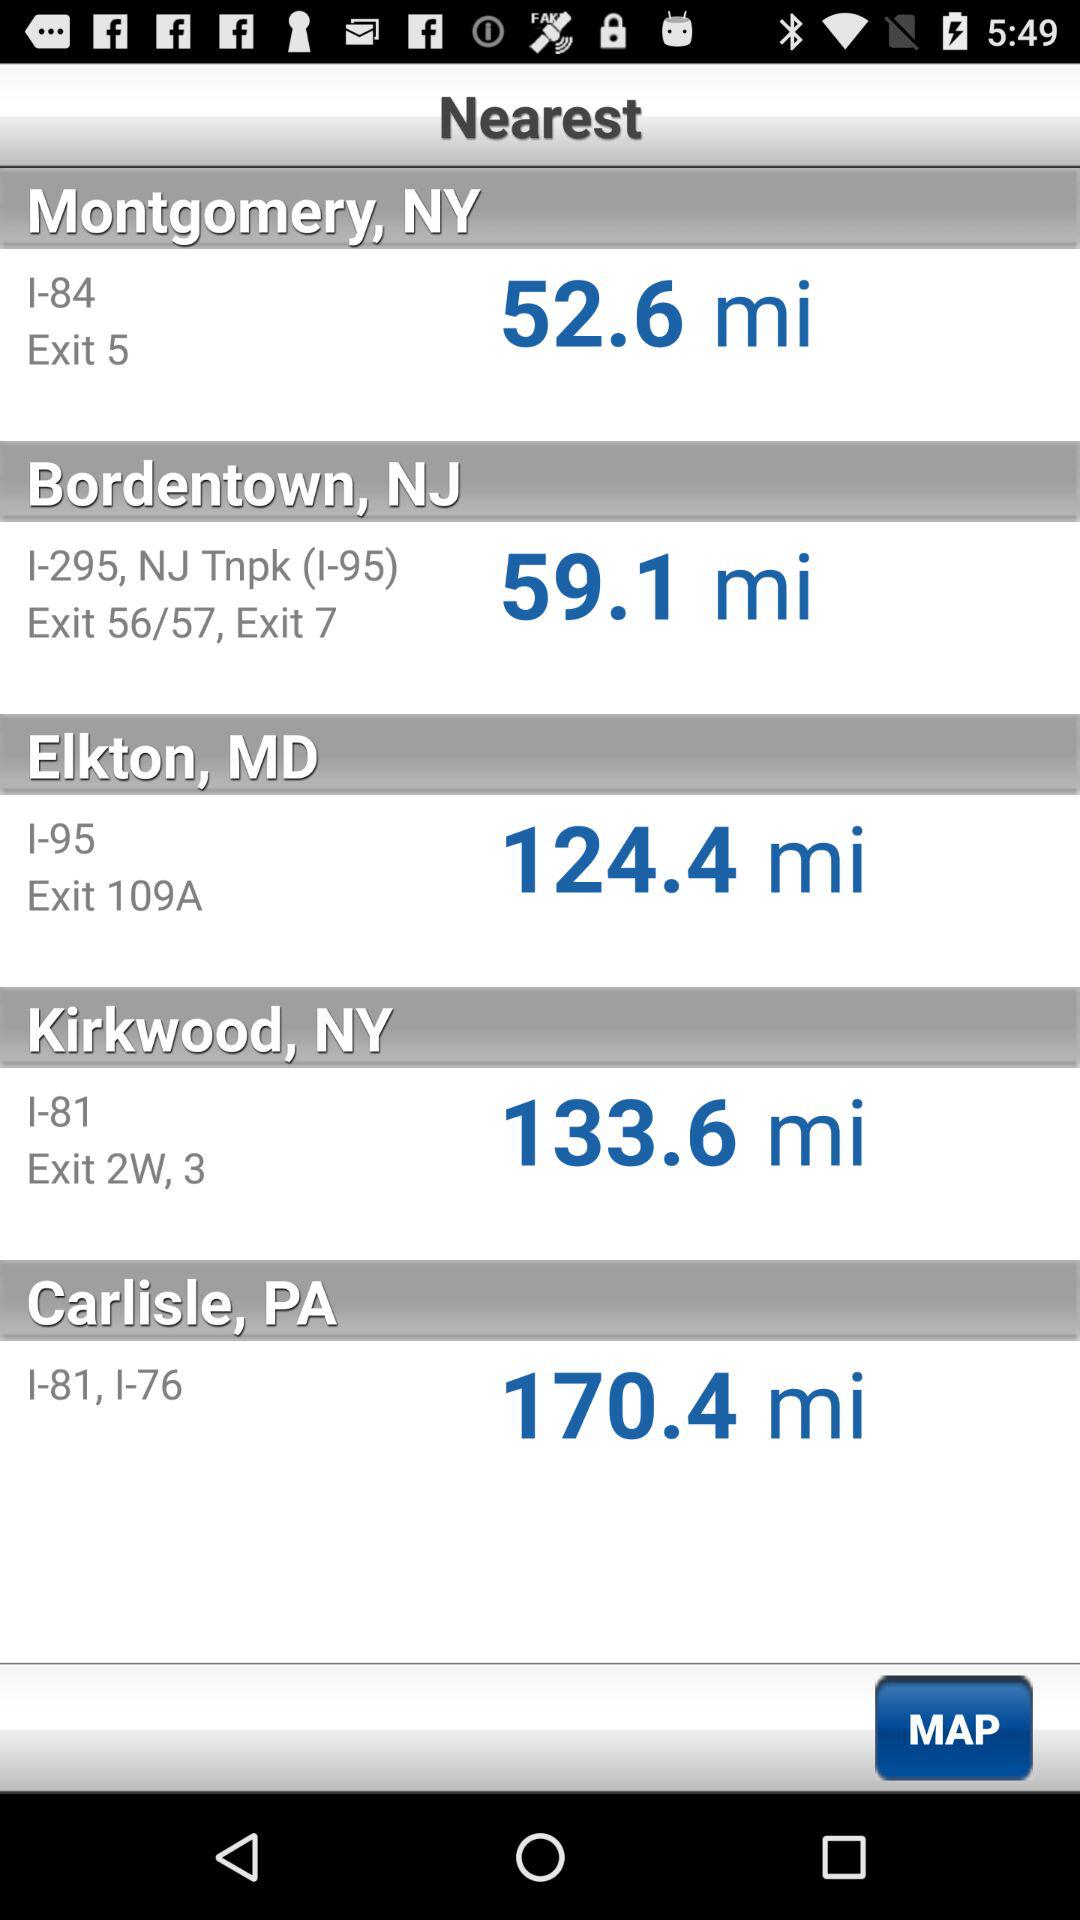 FAKE
5:49
Nearest
Montgomery, NY
I-84
Exit 5
52.6 mi
Bordentown, NJ
I-295, NJ Tnpk (I-95)
Exit 56/57, Exit 7
59.1 mi
Elkton, MD
I-95
Exit 109A
124.4 mi
Kirkwood, NY
I-81
Exit 2W, 3
133.6 mi
Carlisle, PA
I-81, I-76
170.4 mi
MAP